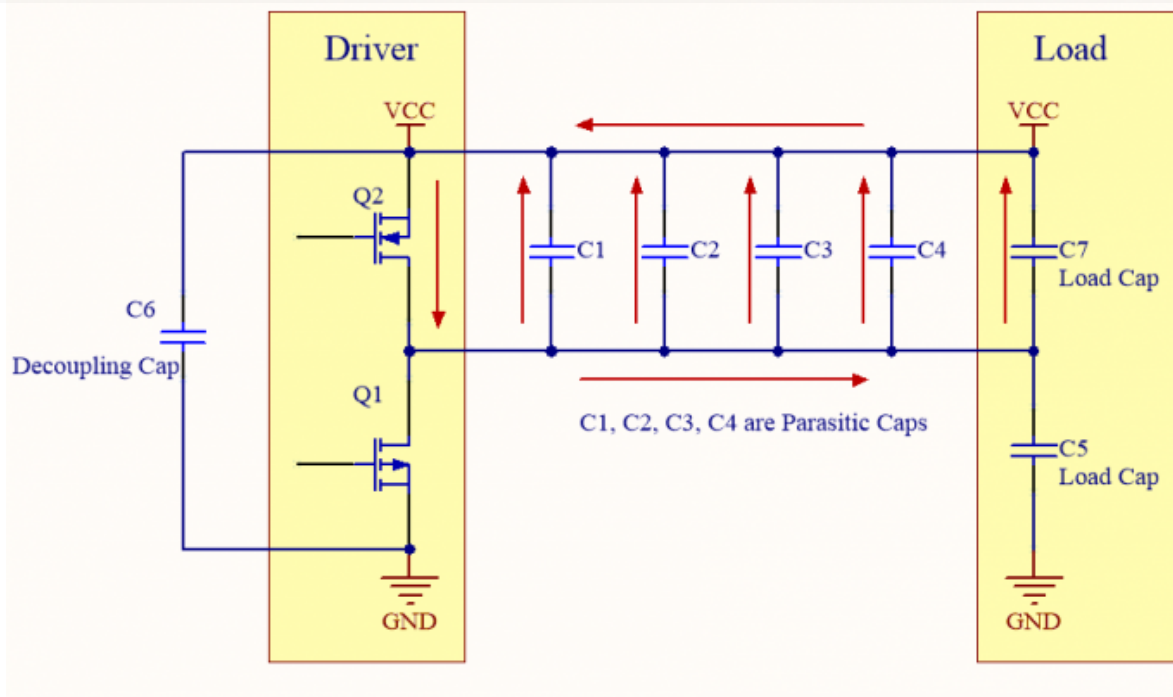 Driver
Load
VCC
VCC
Q2
C1
C2
C3
C4
C7
Load Cap
C6
Decoupling Cap
Q1
C1, C2, C3, C4 are Parasitic Caps
C5
Load Cap
GND
GND